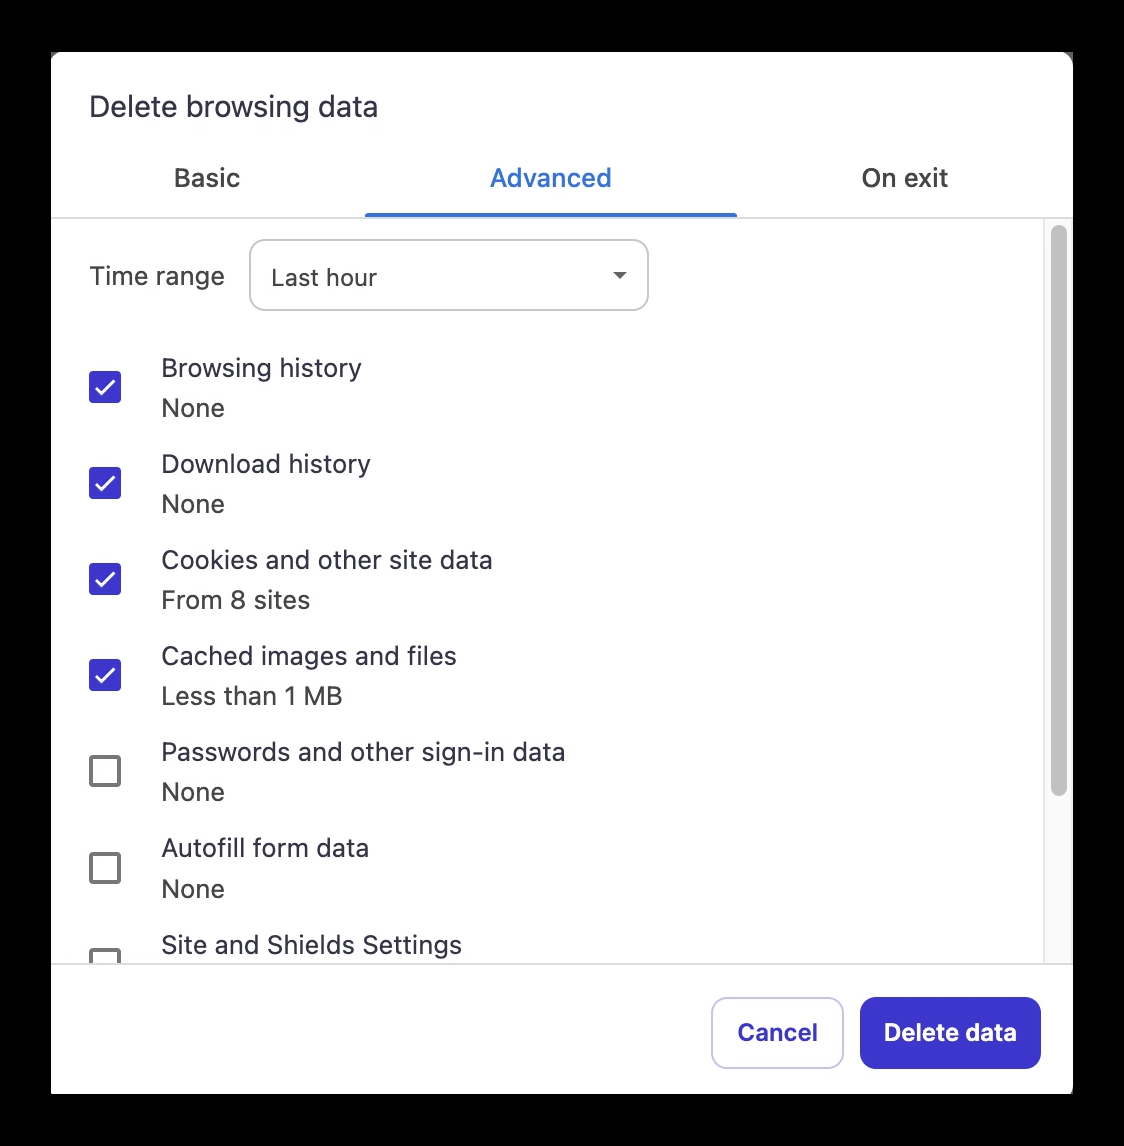 Delete browsing data
Basic
Advanced
On exit
Time range
Last hour
Browsing history
None
Download history
None
Cookies and other site data
From 8 sites
Cached images and files
Less than 1 MB
Passwords and other sign-in data
None
Autofill form data
None
Site and Shields Settings
Cancel
Delete data